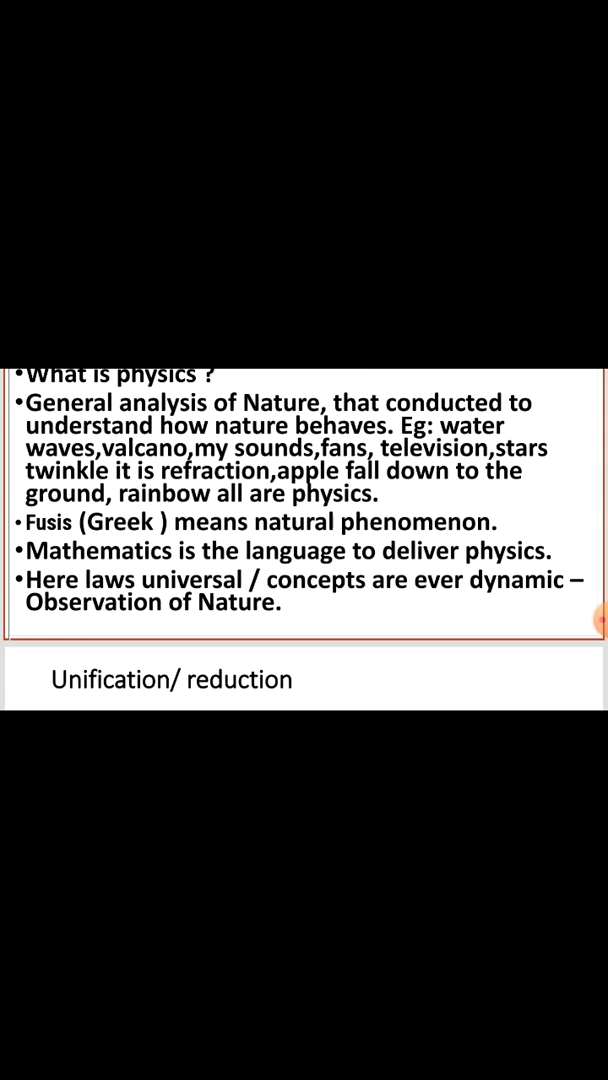 •What is physics ?
•General analysis of Nature, that conducted to
understand how nature behaves. Eg: water
waves,valcano,my sounds,fans, television,stars
twinkle it is refraction,apple fall down to the
ground, rainbow all are physics.
•Fusis (Greek ) means natural phenomenon.
•Mathematics is the language to deliver physics.
•Here laws universal / concepts are ever dynamic –
Observation of Nature.
Unification/ reduction